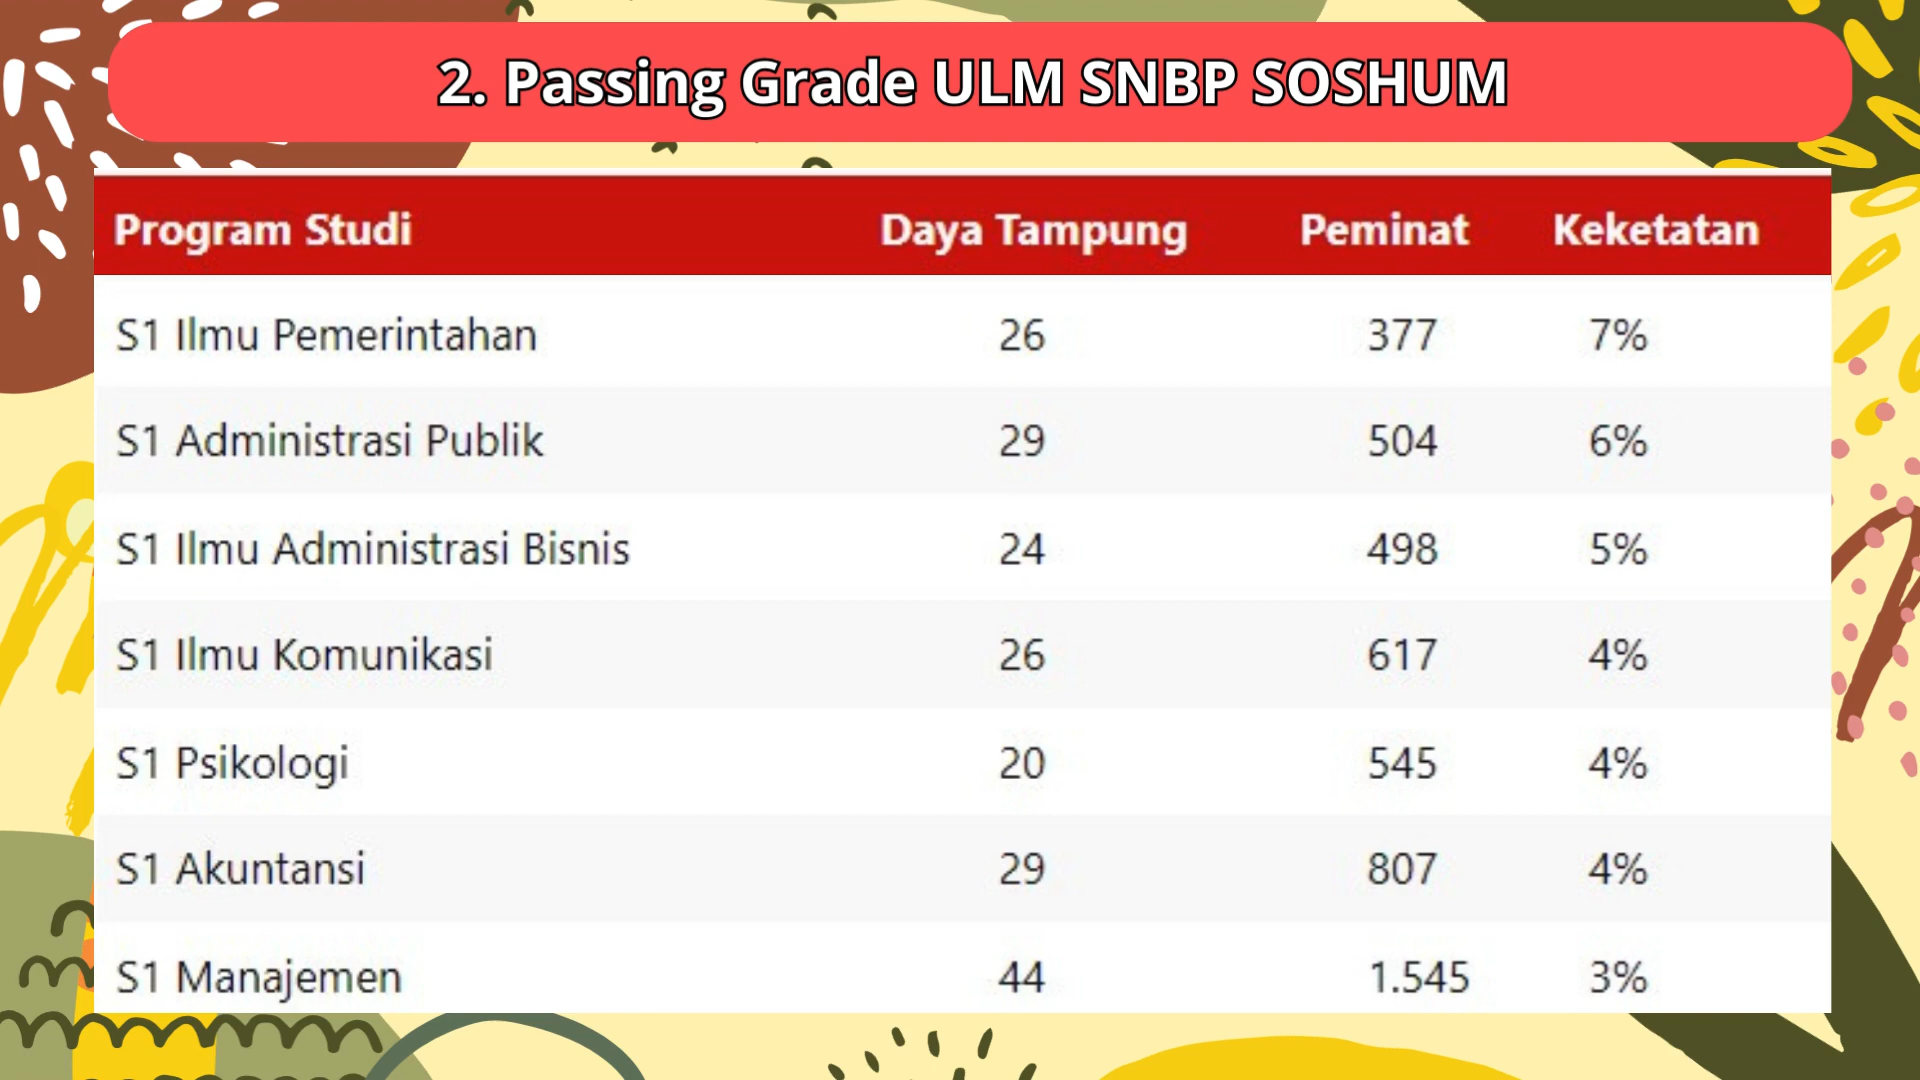 2. Passing Grade ULM SNBP SOSHUM
Program Studi Daya Tampung Peminat Keketatan
S1 Ilmu Pemerintahan 26 377 7%
S1 Administrasi Publik 29 504 6%
S1 Ilmu Administrasi Bisnis 24 498 5%
S1 Ilmu Komunikasi 26 617 4%
S1 Psikologi 20 545 4%
S1 Akuntansi 29 807 4%
S1 Manajemen 44 1.545 3%